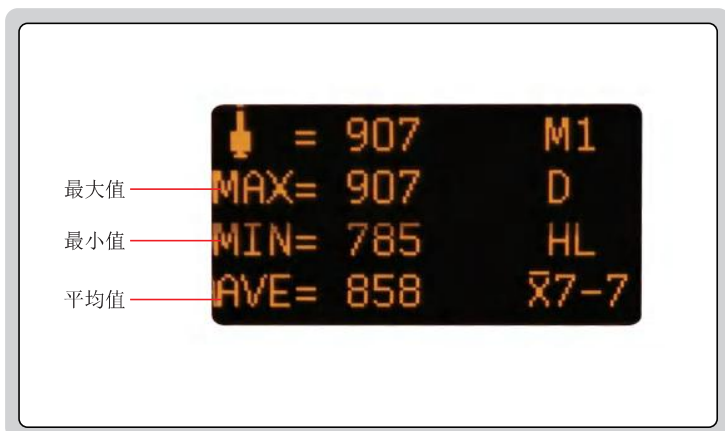 = 907 M1
最大值 MAX= 907 D
最小值 MIN= 785 HL
平均值 AVE= 858 X̅7-7